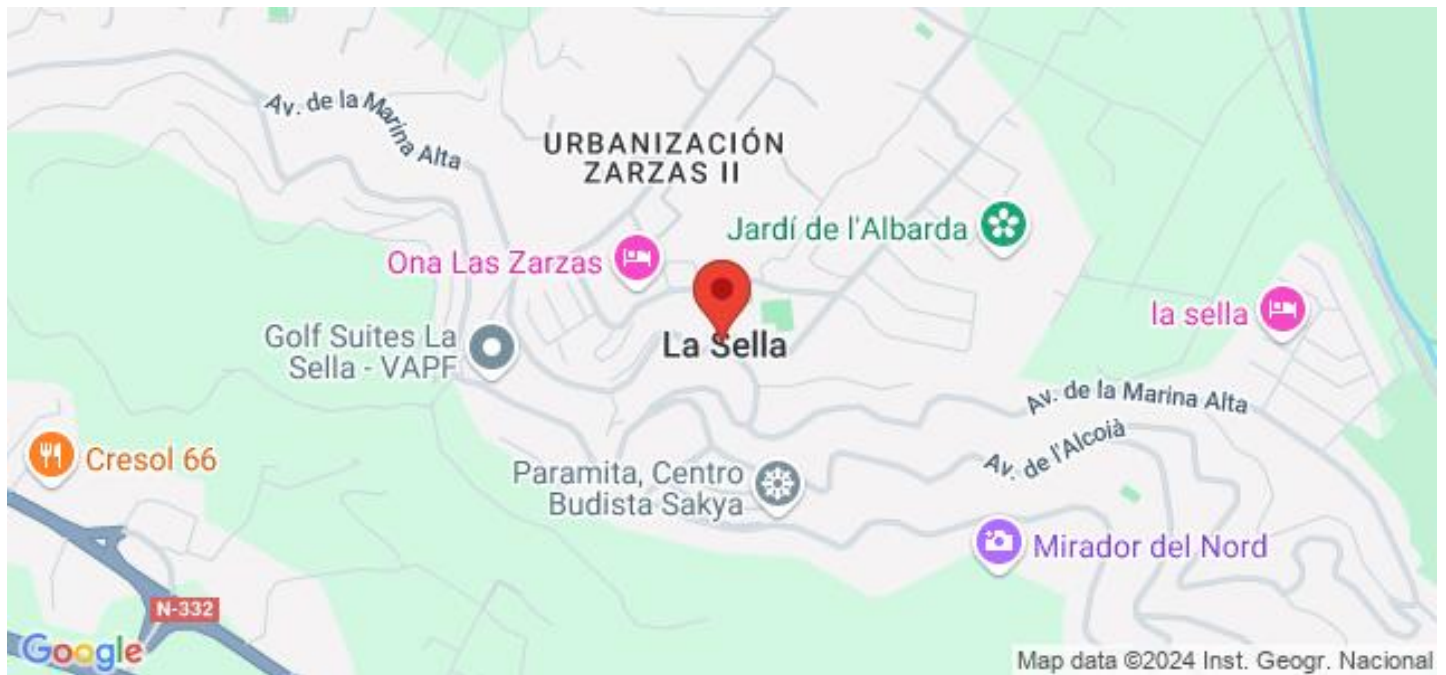 Av. de la Marina Alta
URBANIZACIÓN
ZARZAS II
Jardí de l'Albarda
Ona Las Zarzas
la sella
Golf Suites La
Sella - VAPF
La Sella
Av. de la Marina Alta
Av. de l'Alcoià
Cresol 66
Paramita, Centro
Budista Sakya
Mirador del Nord
N-332
Google
Map data ©2024 Inst. Geogr. Nacional